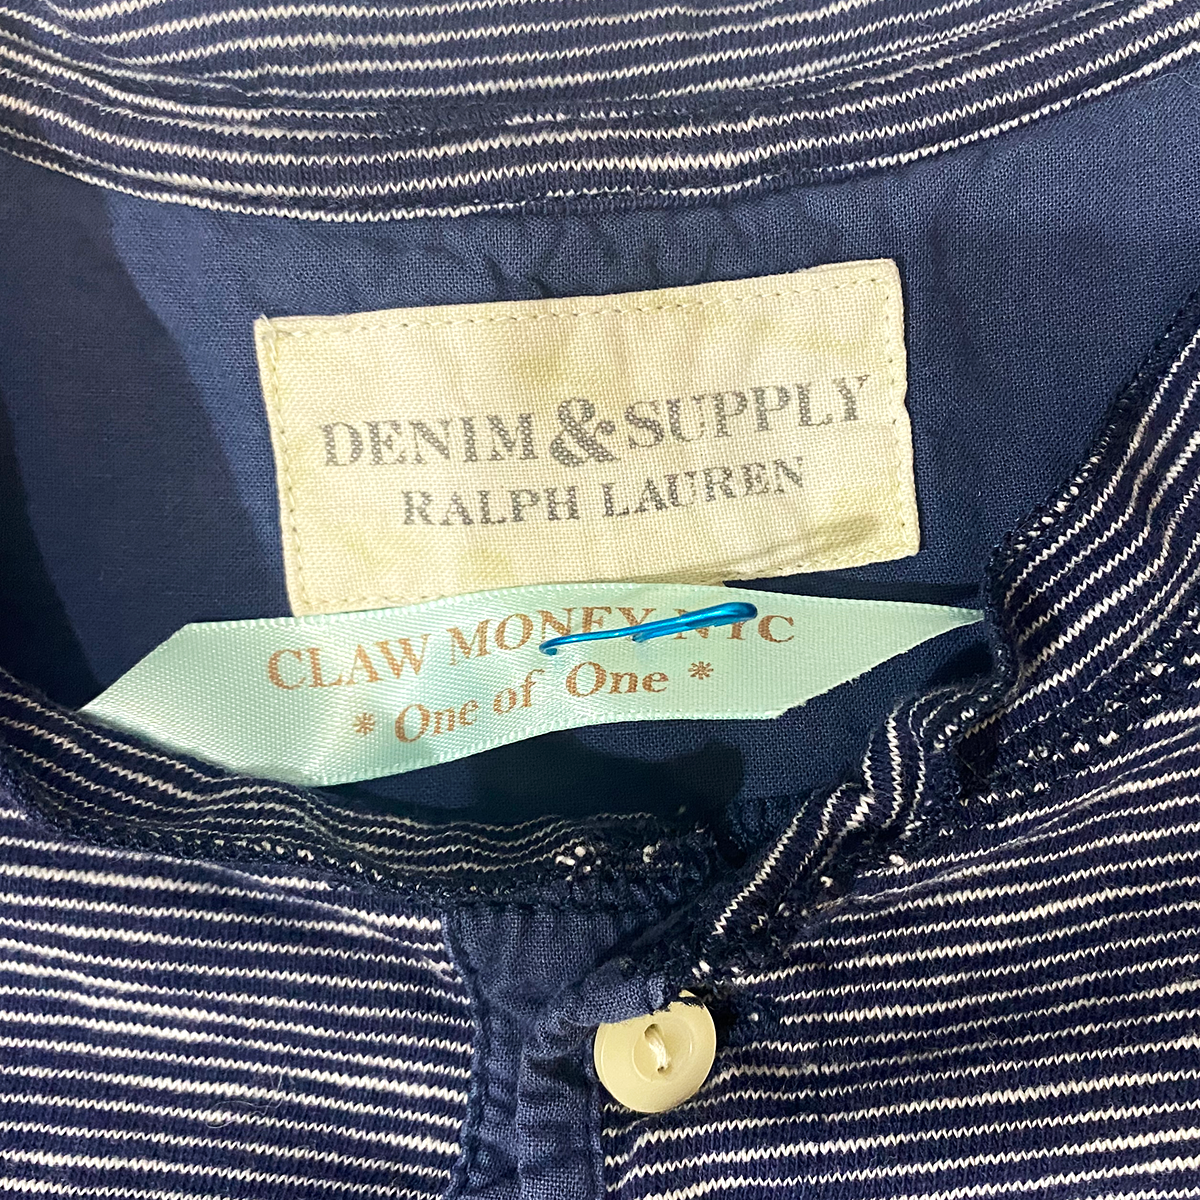 DENIM & SUPPLY
RALPH LAUREN
CLAW MONEY NYC
* One of One *